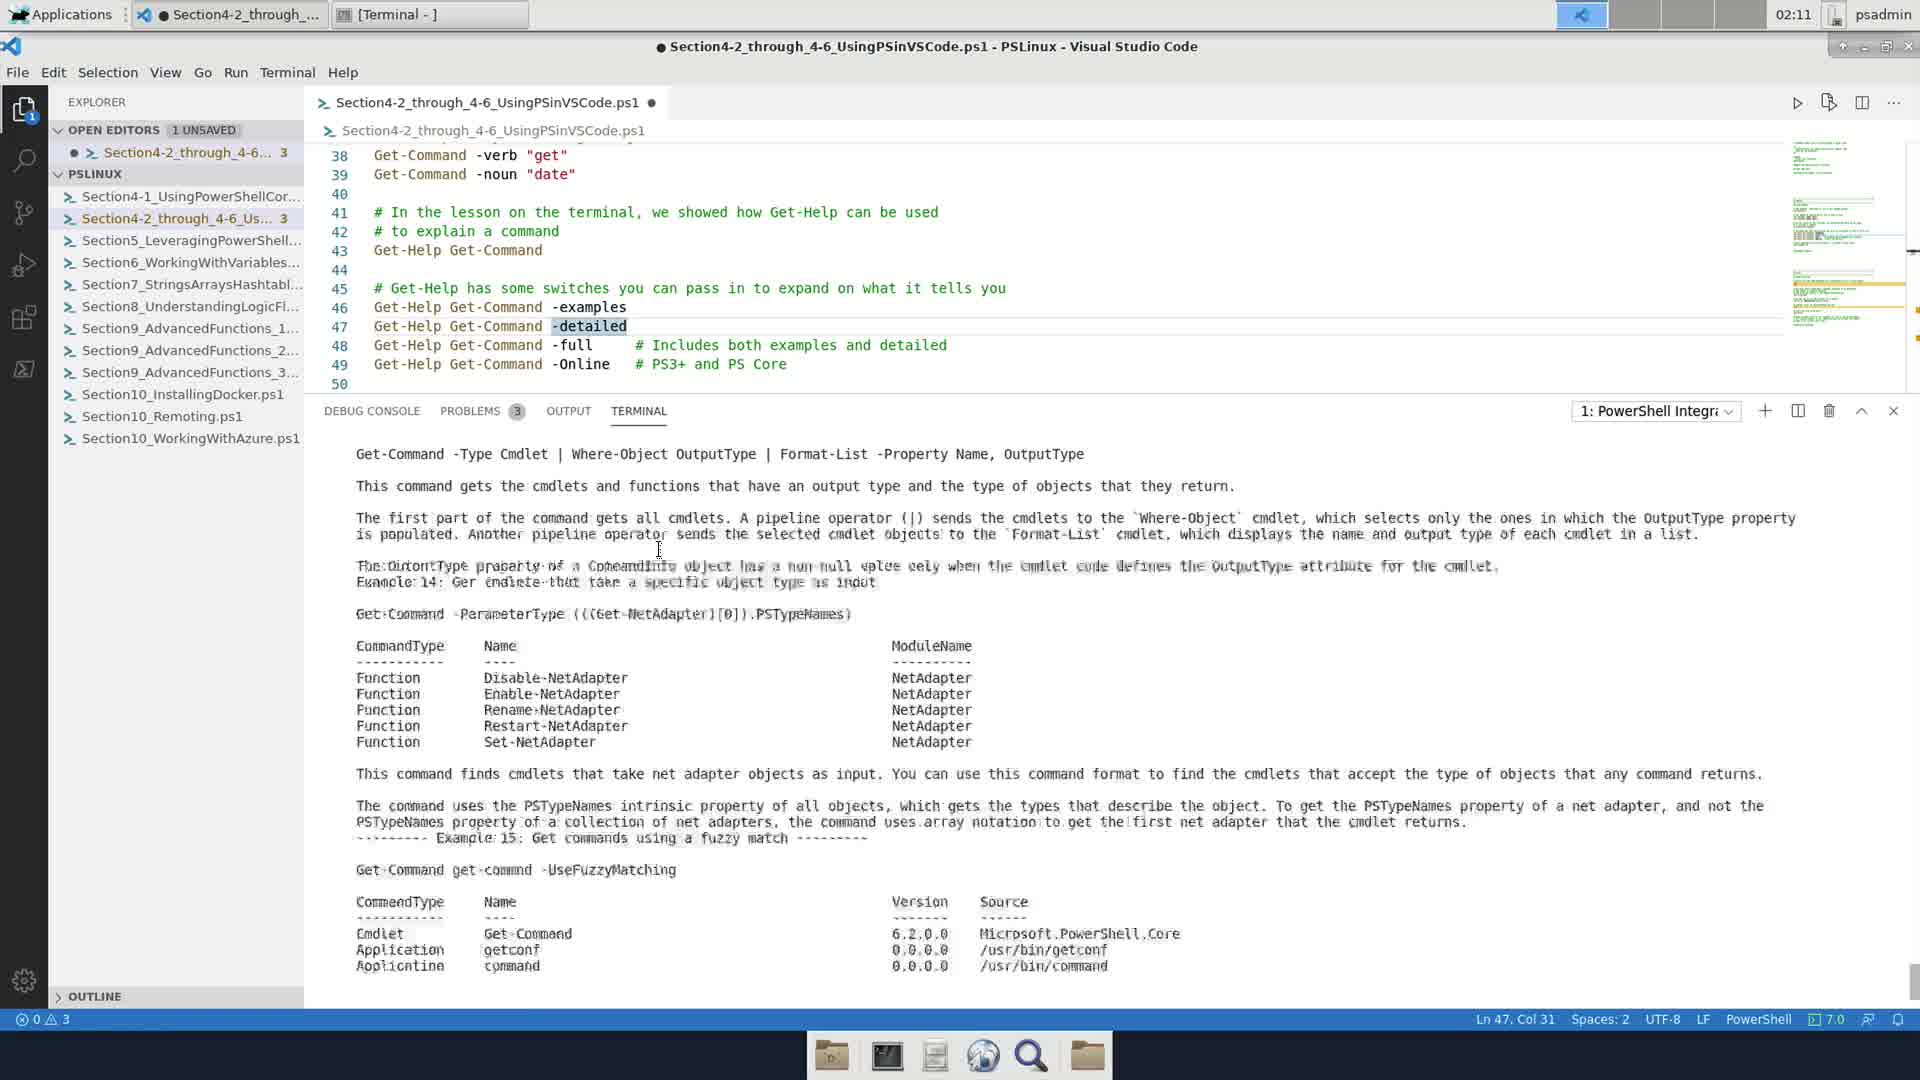 Applications
● Section4-2_through_...
[Terminal - ]
02:11
psadmin
● Section4-2_through_4-6_UsingPSinVSCode.ps1 - PSLinux - Visual Studio Code
File Edit Selection View Go Run Terminal Help
EXPLORER
OPEN EDITORS 1 UNSAVED
● Section4-2_through_4-6... 3
PSLINUX
Section4-1_UsingPowerShellCor...
Section4-2_through_4-6_Us... 3
Section5_LeveragingPowerShell...
Section6_WorkingWithVariables...
Section7_StringsArraysHashtabl...
Section8_UnderstandingLogicFl...
Section9_AdvancedFunctions_1...
Section9_AdvancedFunctions_2...
Section9_AdvancedFunctions_3...
Section10_InstallingDocker.ps1
Section10_Remoting.ps1
Section10_WorkingWithAzure.ps1
OUTLINE
1
Section4-2_through_4-6_UsingPSinVSCode.ps1 ●
Section4-2_through_4-6_UsingPSinVSCode.ps1
38 Get-Command -verb "get"
39 Get-Command -noun "date"
40
41 # In the lesson on the terminal, we showed how Get-Help can be used
42 # to explain a command
43 Get-Help Get-Command
44
45 # Get-Help has some switches you can pass in to expand on what it tells you
46 Get-Help Get-Command -examples
47 Get-Help Get-Command -detailed
48 Get-Help Get-Command -full # Includes both examples and detailed
49 Get-Help Get-Command -Online # PS3+ and PS Core
50
DEBUG CONSOLE PROBLEMS 3 OUTPUT TERMINAL
1: PowerShell Integra
Get-Command -Type Cmdlet | Where-Object OutputType | Format-List -Property Name, OutputType
This command gets the cmdlets and functions that have an output type and the type of objects that they return.
The first part of the command gets all cmdlets. A pipeline operator (|) sends the cmdlets to the `Where-Object` cmdlet, which selects only the ones in which the OutputType property
is populated. Another pipeline operator sends the selected cmdlet objects to the `Format-List` cmdlet, which displays the name and output type of each cmdlet in a list.
The OutputType property of a CommandInfo object has a non-null value only when the cmdlet code defines the OutputType attribute for the cmdlet.
Example 14: Get cmdlets that take a specific object type as input
Get-Command -ParameterType (((Get-NetAdapter)[0]).PSTypeNames)
CommandType Name ModuleName
----------- ---- ----------
Function Disable-NetAdapter NetAdapter
Function Enable-NetAdapter NetAdapter
Function Rename-NetAdapter NetAdapter
Function Restart-NetAdapter NetAdapter
Function Set-NetAdapter NetAdapter
This command finds cmdlets that take net adapter objects as input. You can use this command format to find the cmdlets that accept the type of objects that any command returns.
The command uses the PSTypeNames intrinsic property of all objects, which gets the types that describe the object. To get the PSTypeNames property of a net adapter, and not the
PSTypeNames property of a collection of net adapters, the command uses array notation to get the first net adapter that the cmdlet returns.
--------- Example 15: Get commands using a fuzzy match ---------
Get-Command get-commnd -UseFuzzyMatching
CommandType Name Version Source
----------- ---- ------- ------
Cmdlet Get-Command 6.2.0.0 Microsoft.PowerShell.Core
Application getconf 0.0.0.0 /usr/bin/getconf
Application command 0.0.0.0 /usr/bin/command
0 3
Ln 47, Col 31 Spaces: 2 UTF-8 LF PowerShell 7.0